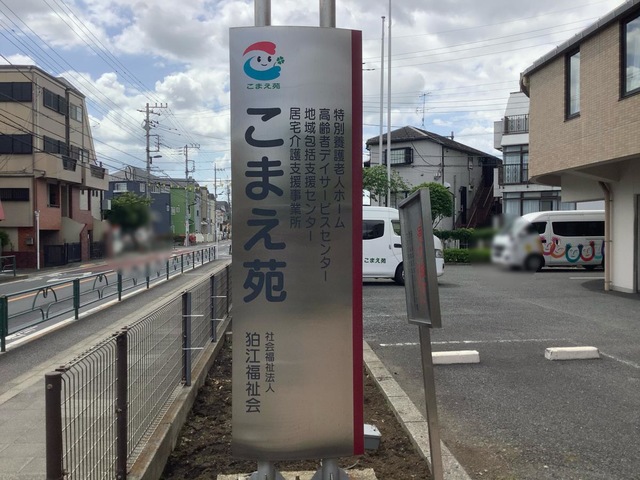 こまえ苑
特別養護老人ホーム
高齢者デイサービスセンター
地域包括支援センター
居宅介護支援事業所
こまえ苑
社会福祉法人
狛江福祉会
こまえ苑